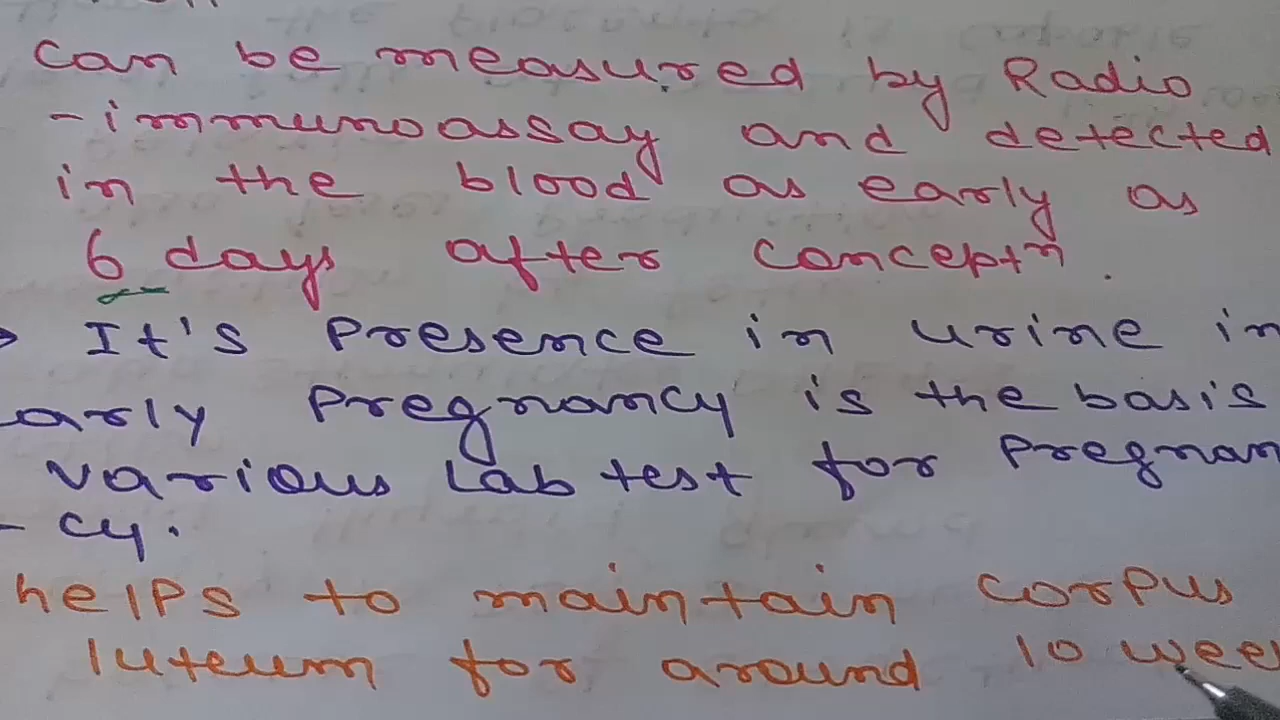 can be measured by Radio
-immunoassay and detected
in the blood as early as
6 days after conceptn.
It's Presence in urine in
early Pregnancy is the basis
various Lab test for Pregnan
-cy.
helps to maintain corpus
luteum for around 10 wee